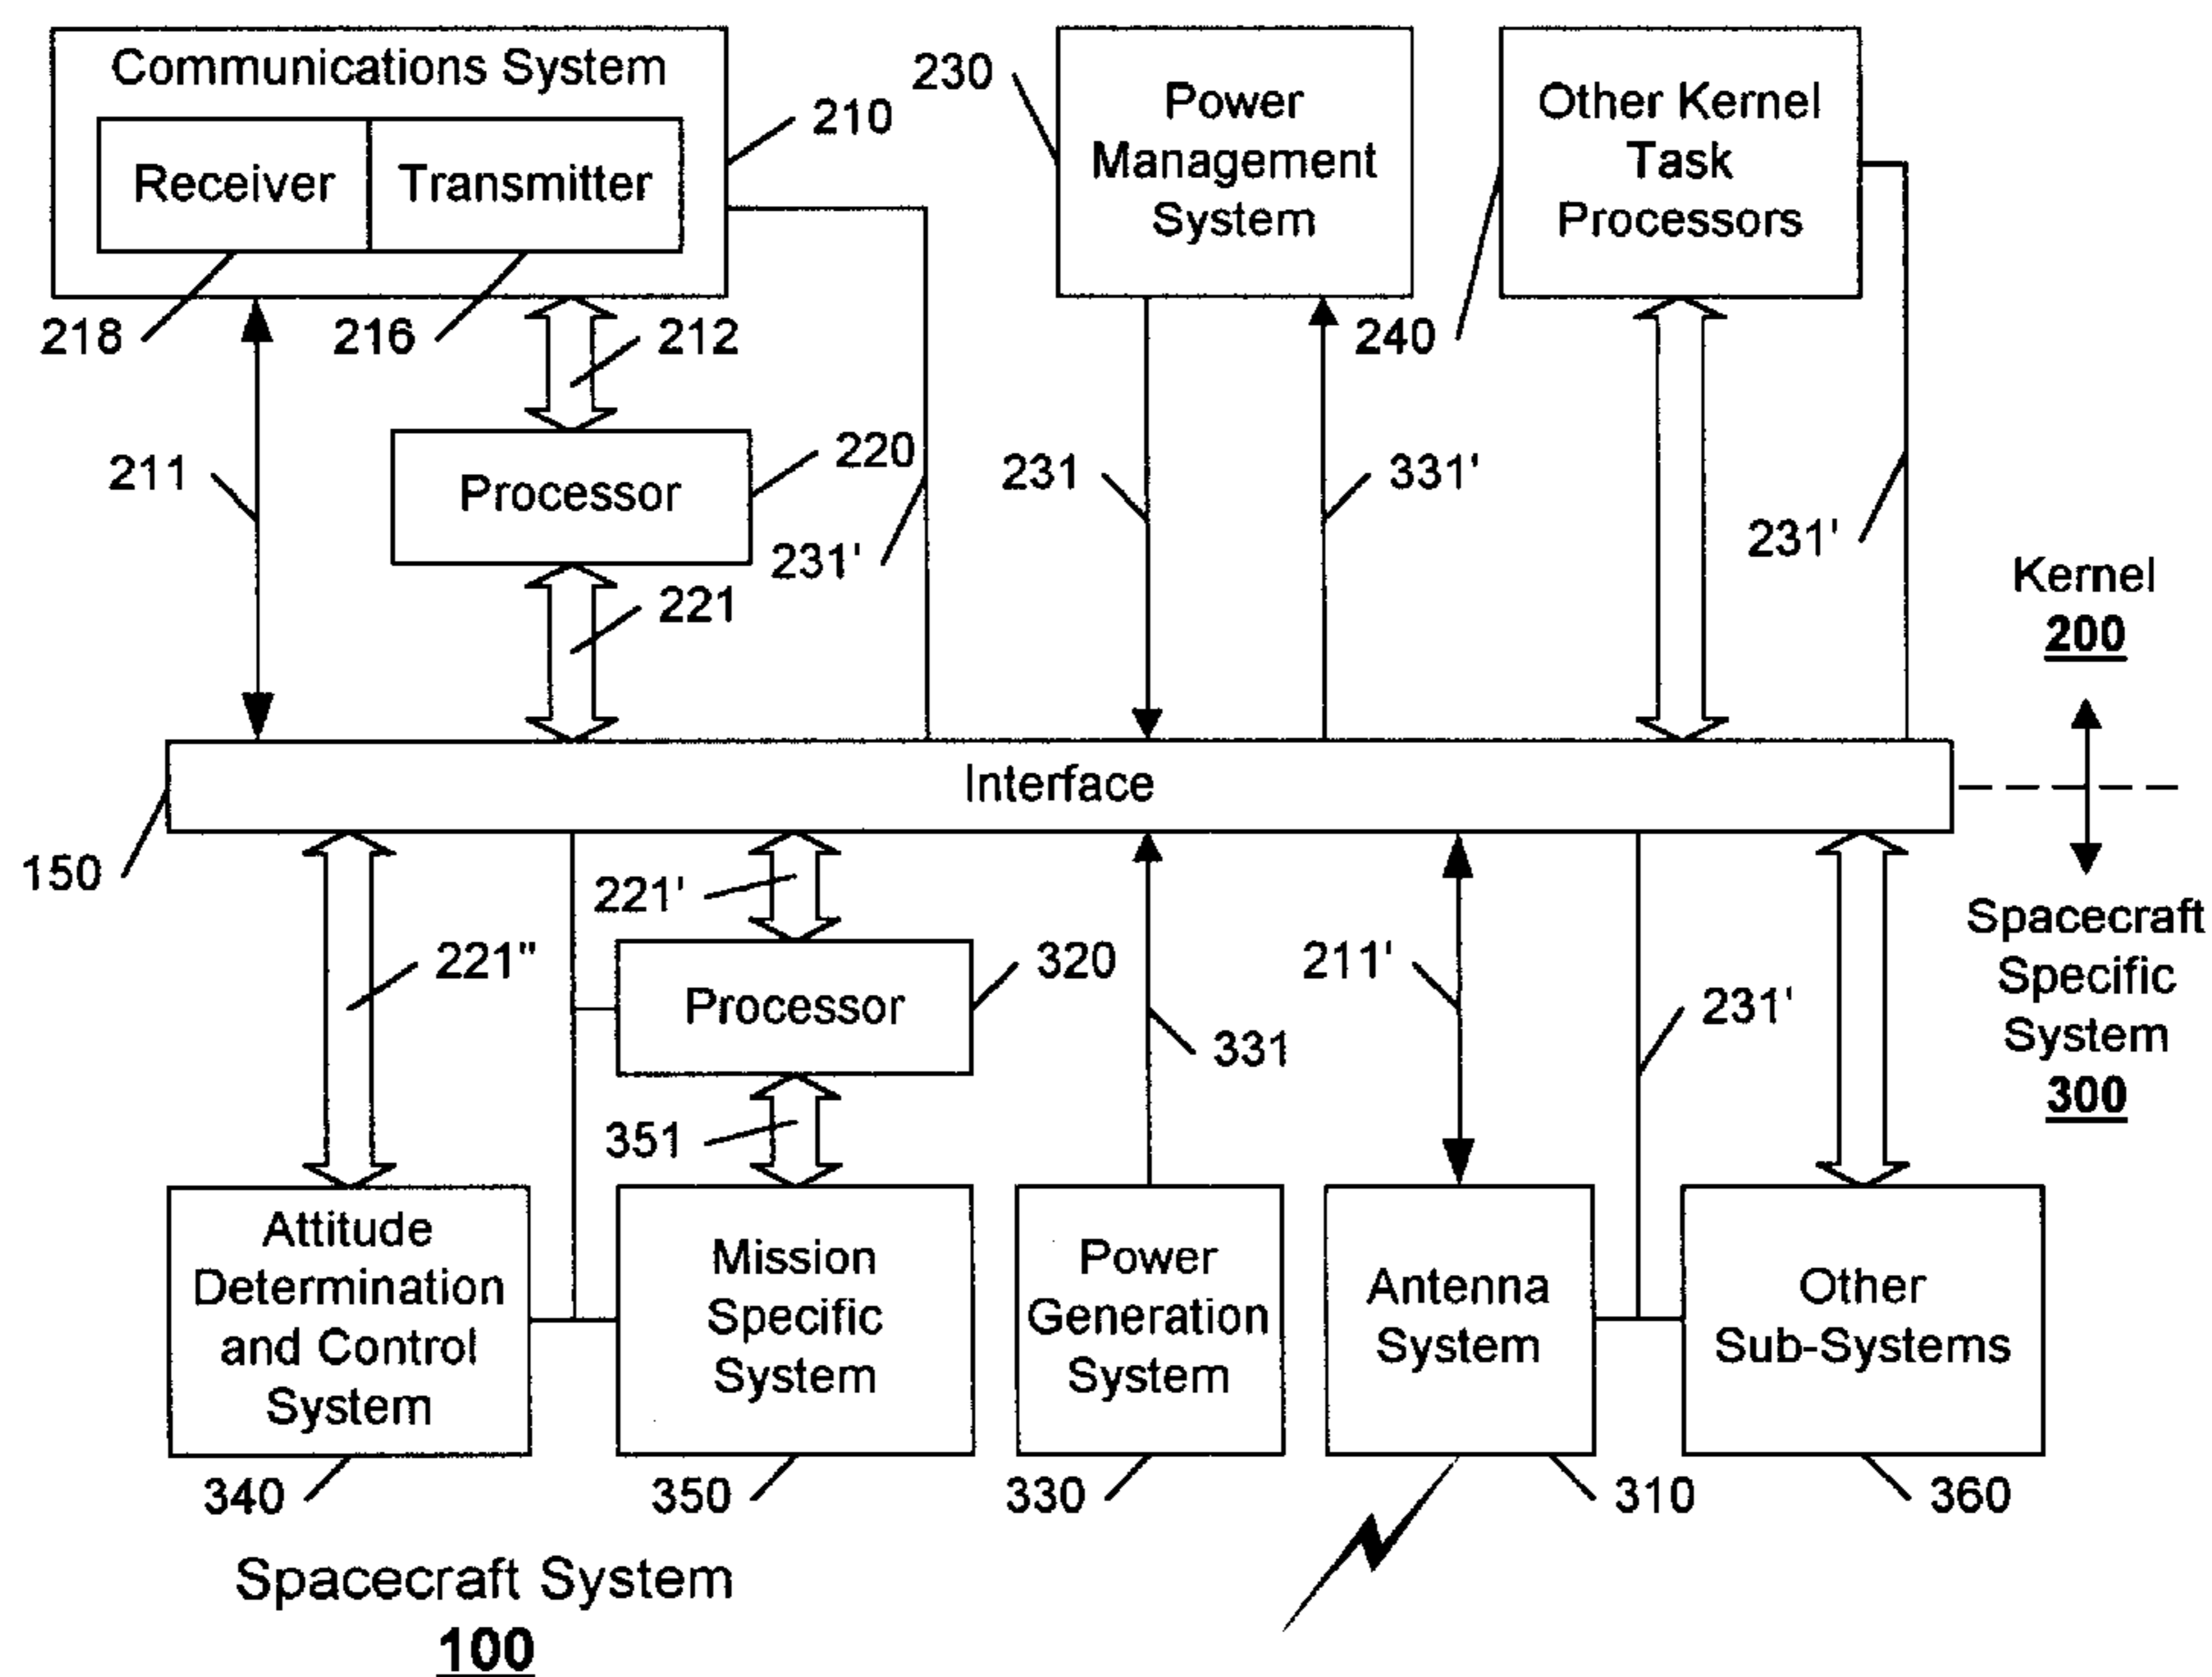 Communications System
Receiver
Transmitter
210
218
216
212
211
Processor
220
221
231'
230
Power
Management
System
231
331'
Other Kernel
Task
Processors
240
231'
Kernel
200
Interface
150
Spacecraft
Specific
System
300
221"
221'
Processor
320
351
331
211'
231'
Attitude
Determination
and Control
System
340
Mission
Specific
System
350
Power
Generation
System
330
Antenna
System
310
Other
Sub-Systems
360
Spacecraft System
100